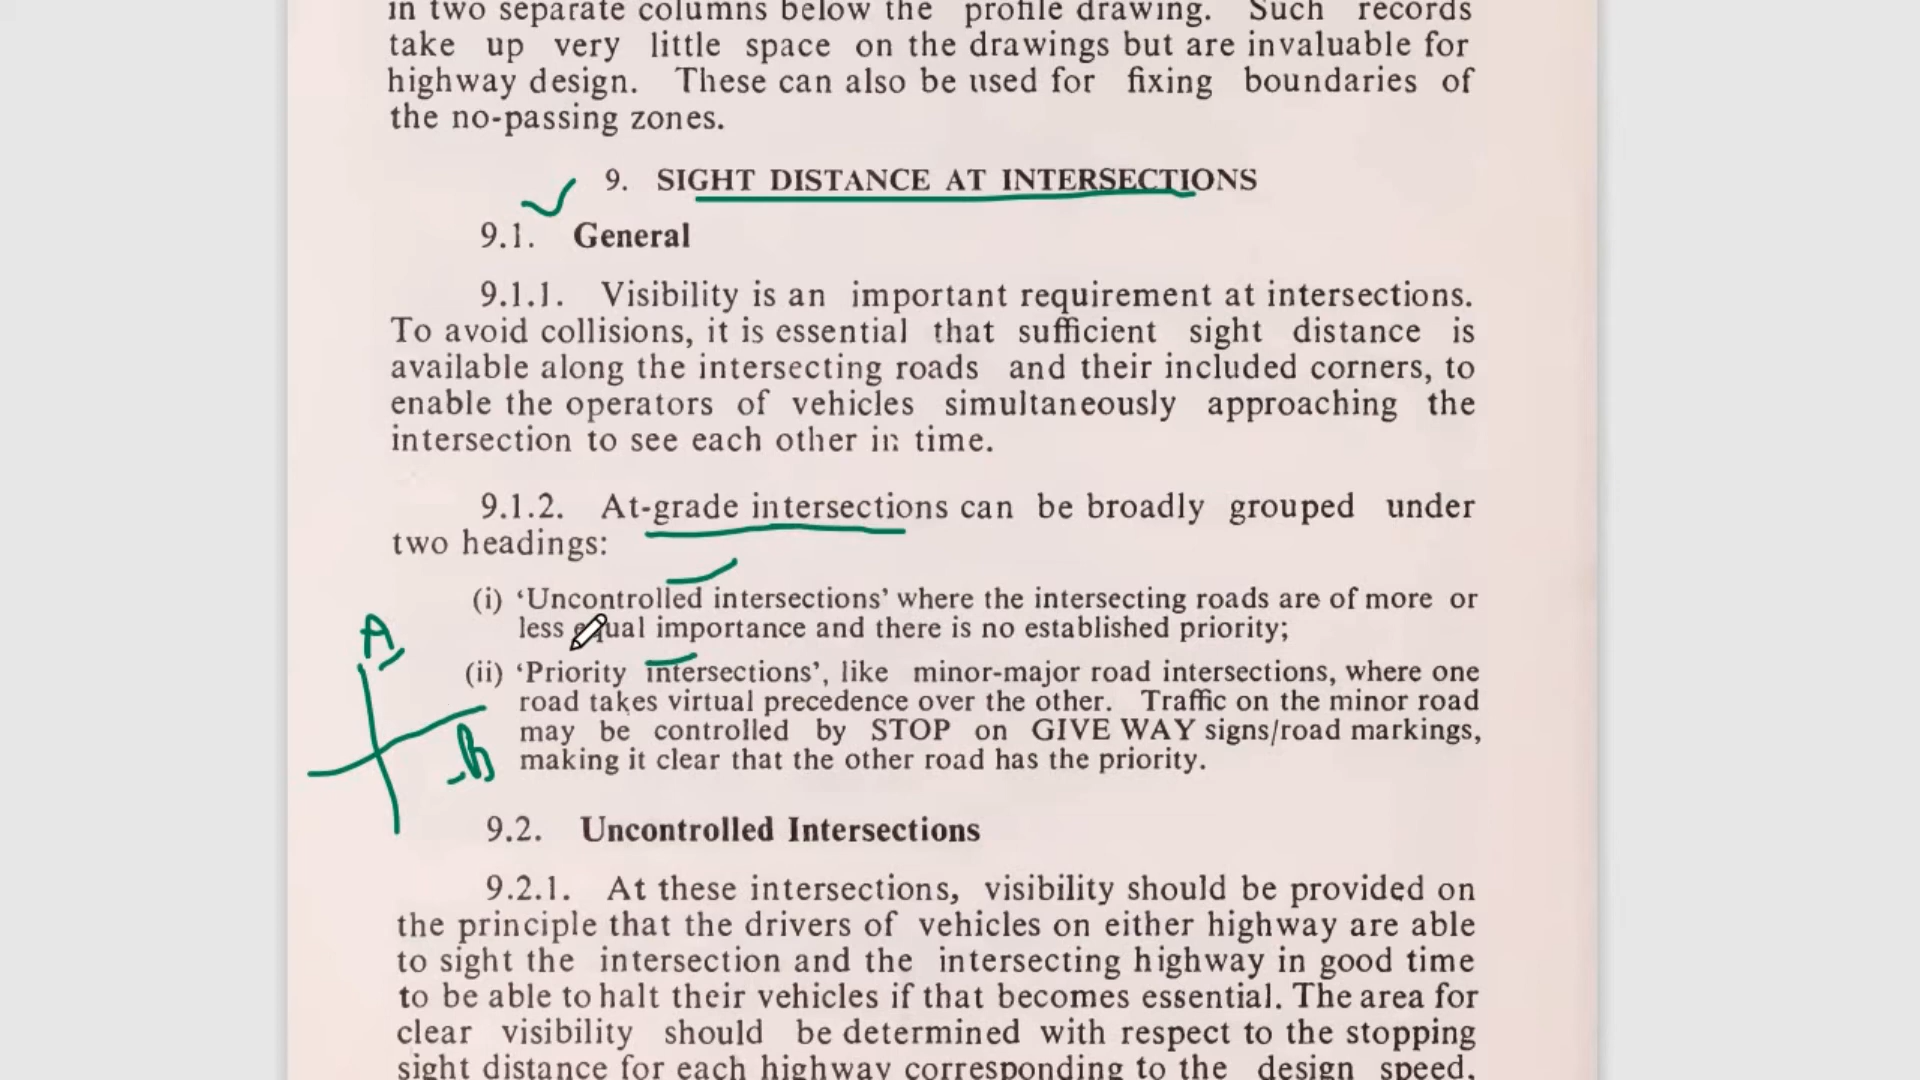 in two separate columns below the profile drawing. Such records
take up very little space on the drawings but are invaluable for
highway design. These can also be used for fixing boundaries of
the no-passing zones.
9. SIGHT DISTANCE AT INTERSECTIONS
9.1. General
9.1.1. Visibility is an important requirement at intersections.
To avoid collisions, it is essential that sufficient sight distance is
available along the intersecting roads and their included corners, to
enable the operators of vehicles simultaneously approaching the
intersection to see each other in time.
9.1.2. At-grade intersections can be broadly grouped under
two headings:
(i) ‘Uncontrolled intersections’ where the intersecting roads are of more or
less equal importance and there is no established priority;
A
(ii) ‘Priority intersections’, like minor-major road intersections, where one
road takes virtual precedence over the other. Traffic on the minor road
may be controlled by STOP on GIVE WAY signs/road markings,
making it clear that the other road has the priority.
B
9.2. Uncontrolled Intersections
9.2.1. At these intersections, visibility should be provided on
the principle that the drivers of vehicles on either highway are able
to sight the intersection and the intersecting highway in good time
to be able to halt their vehicles if that becomes essential. The area for
clear visibility should be determined with respect to the stopping
sight distance for each highway corresponding to the design speed.